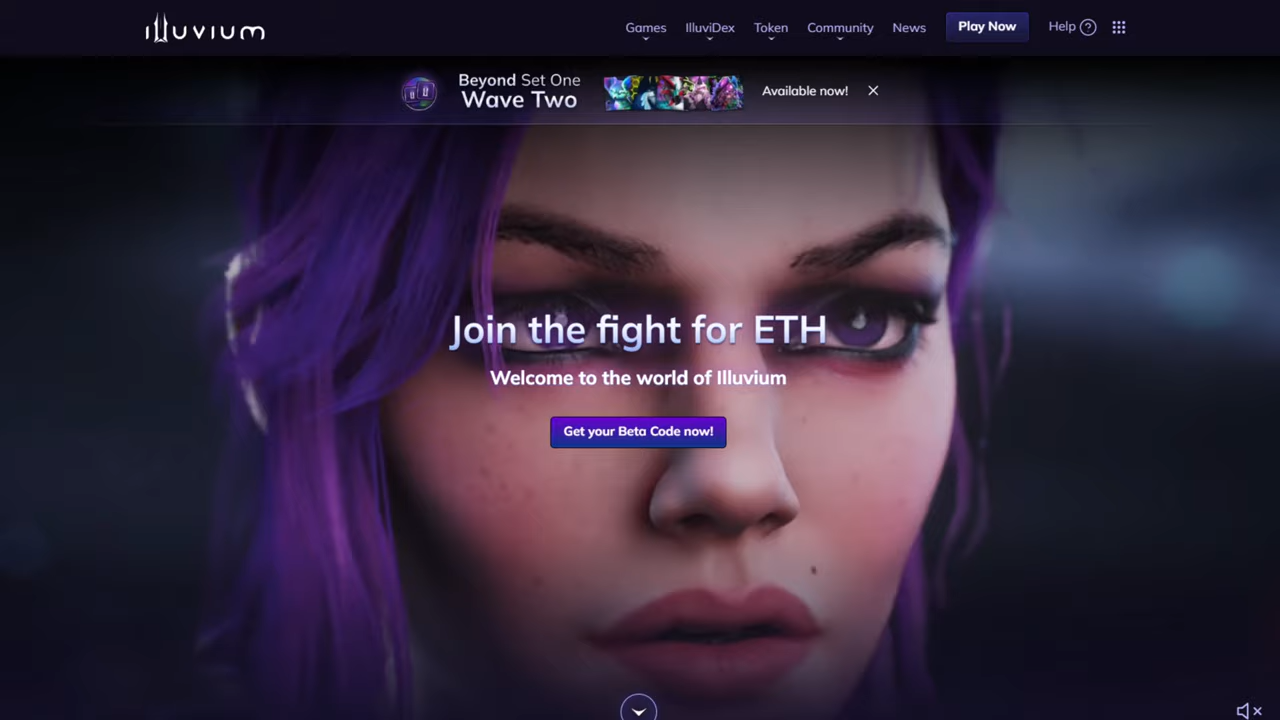 illuvium
Games IlluviDex Token Community News Play Now Help ?
Beyond Set One
Wave Two
Available now!
Join the fight for ETH
Welcome to the world of Illuvium
Get your Beta Code now!